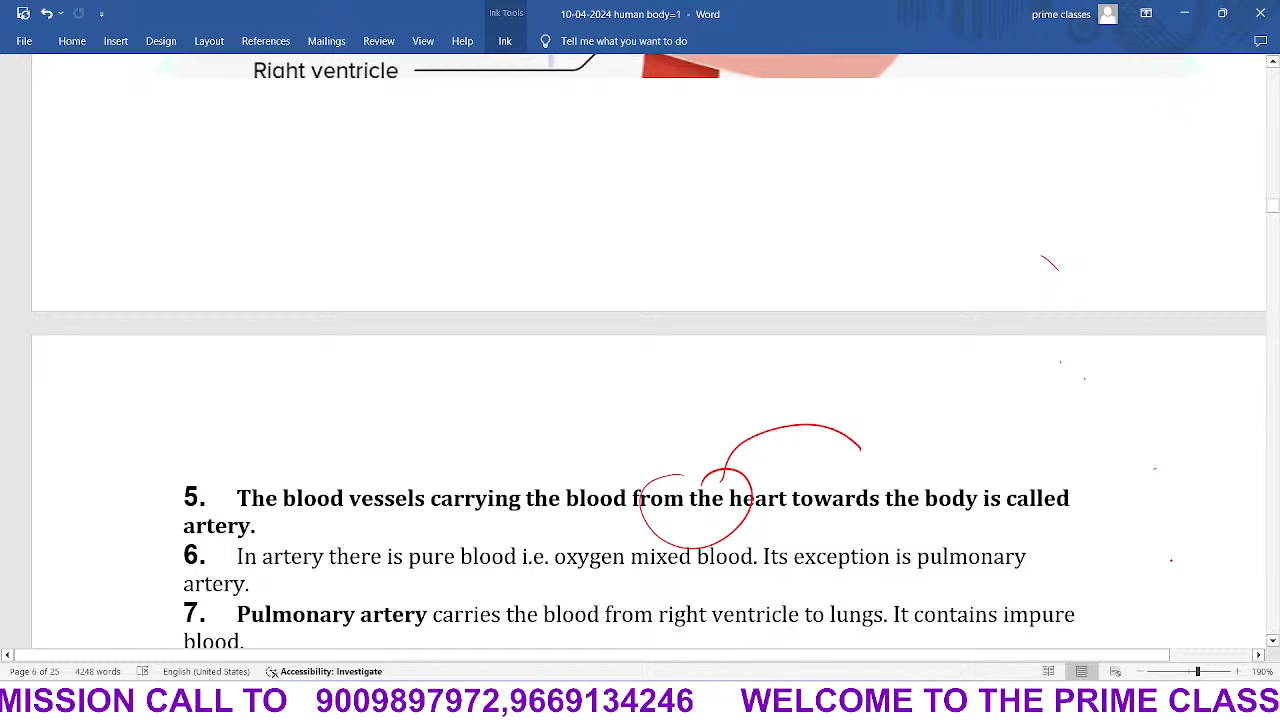 Ink Tools
10-04-2024 human body=1 - Word
prime classes
File Home Insert Design Layout References Mailings Review View Help Ink Tell me what you want to do
Right ventricle
5. The blood vessels carrying the blood from the heart towards the body is called
artery.
6. In artery there is pure blood i.e. oxygen mixed blood. Its exception is pulmonary
artery.
7. Pulmonary artery carries the blood from right ventricle to lungs. It contains impure
blood.
Page 6 of 25 4248 words English (United States) Accessibility: Investigate 190%
MISSION CALL TO 9009897972,9669134246 WELCOME TO THE PRIME CLASS